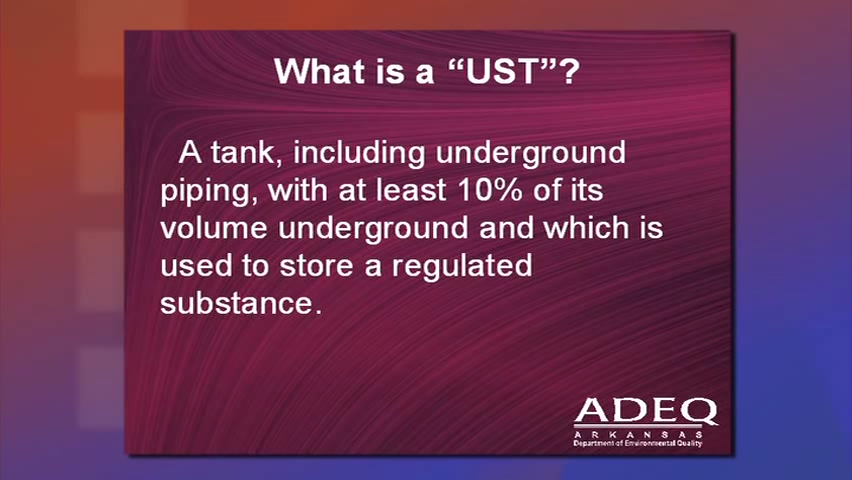 What is a “UST”?
A tank, including underground
piping, with at least 10% of its
volume underground and which is
used to store a regulated
substance.
ADEQ
ARKANSAS
Department of Environmental Quality